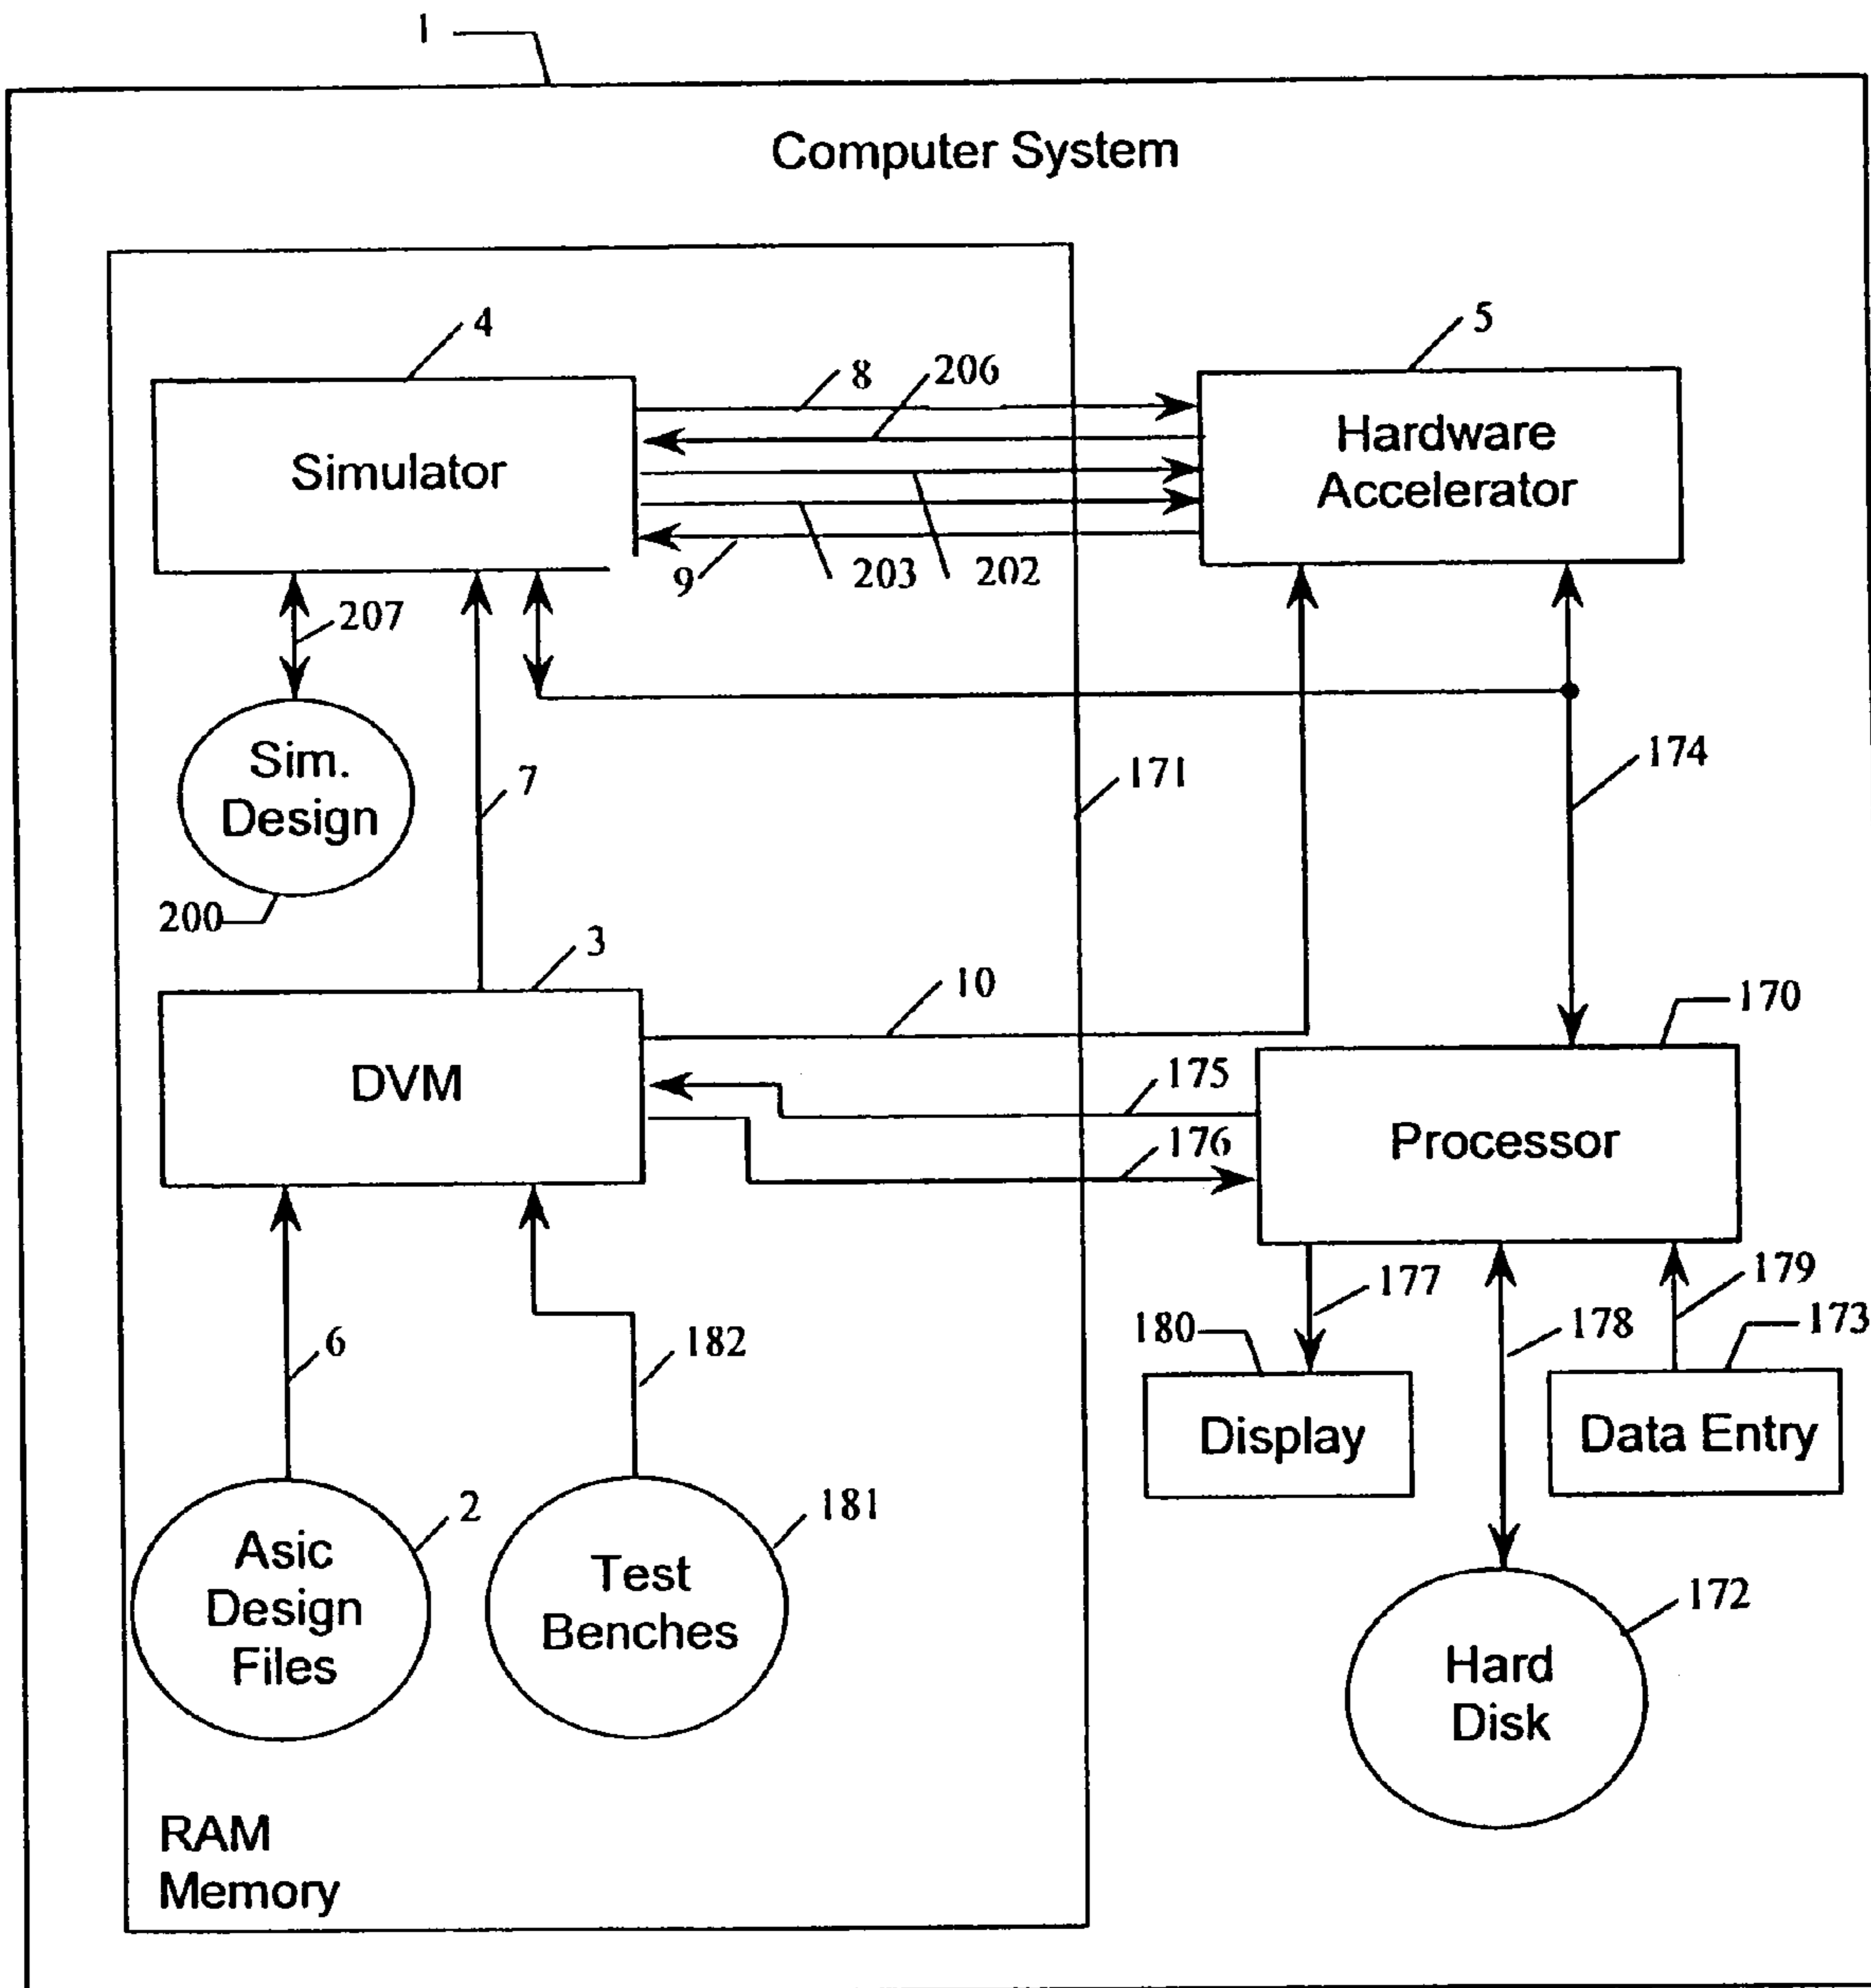 1
Computer System
4
5
8
206
Simulator
Hardware
Accelerator
9
203
202
207
Sim.
Design
7
171
174
200
3
10
170
DVM
175
Processor
176
177
179
6
182
180
178
173
Display
Data Entry
2
181
Asic
Design
Files
Test
Benches
172
Hard
Disk
RAM
Memory